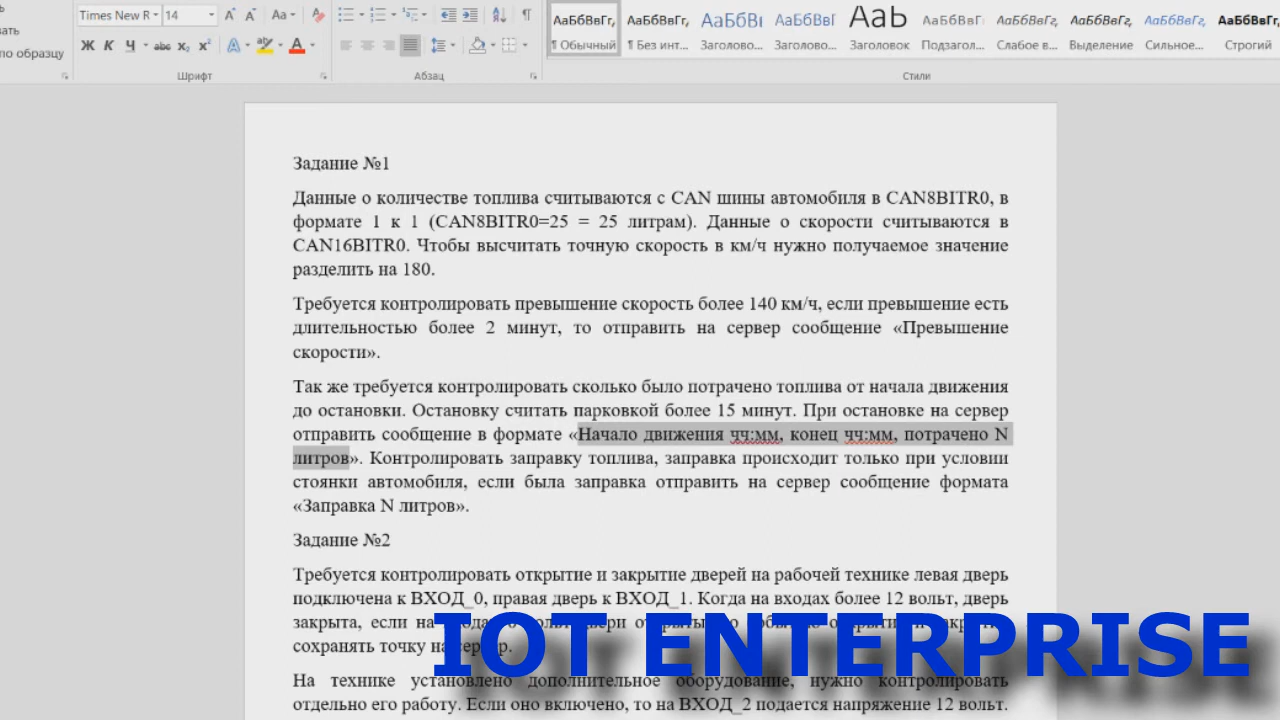 ь
вать
по образцу
Times New R
14
Aa
Ж К Ч abc x₂ x²
A
Шрифт
Абзац
АаБбВвГг, АаБбВвГг, АаБбВı АаБбВвГ АаЬ АаБбВвГı АаБбВвГг, АаБбВвГг, АаБбВвГг, АаБбВвГг,
¶ Обычный ¶ Без инт... Заголово... Заголово... Заголовок Подзагол... Слабое в... Выделение Сильное... Строгий
Стили
Задание №1
Данные о количестве топлива считываются с CAN шины автомобиля в CAN8BITR0, в
формате 1 к 1 (CAN8BITR0=25 = 25 литрам). Данные о скорости считываются в
CAN16BITR0. Чтобы высчитать точную скорость в км/ч нужно получаемое значение
разделить на 180.
Требуется контролировать превышение скорость более 140 км/ч, если превышение есть
длительностью более 2 минут, то отправить на сервер сообщение «Превышение
скорости».
Так же требуется контролировать сколько было потрачено топлива от начала движения
до остановки. Остановку считать парковкой более 15 минут. При остановке на сервер
отправить сообщение в формате «Начало движения чч:мм, конец чч:мм, потрачено N
литров». Контролировать заправку топлива, заправка происходит только при условии
стоянки автомобиля, если была заправка отправить на сервер сообщение формата
«Заправка N литров».
Задание №2
Требуется контролировать открытие и закрытие дверей на рабочей технике левая дверь
подключена к ВХОД_0, правая дверь к ВХОД_1. Когда на входах более 12 вольт, дверь
закрыта, если на
сохранять точку на
IOT ENTERPRISE
На технике установлено дополнительное оборудование, нужно контролировать
отдельно его работу. Если оно включено, то на ВХОД_2 подается напряжение 12 вольт.